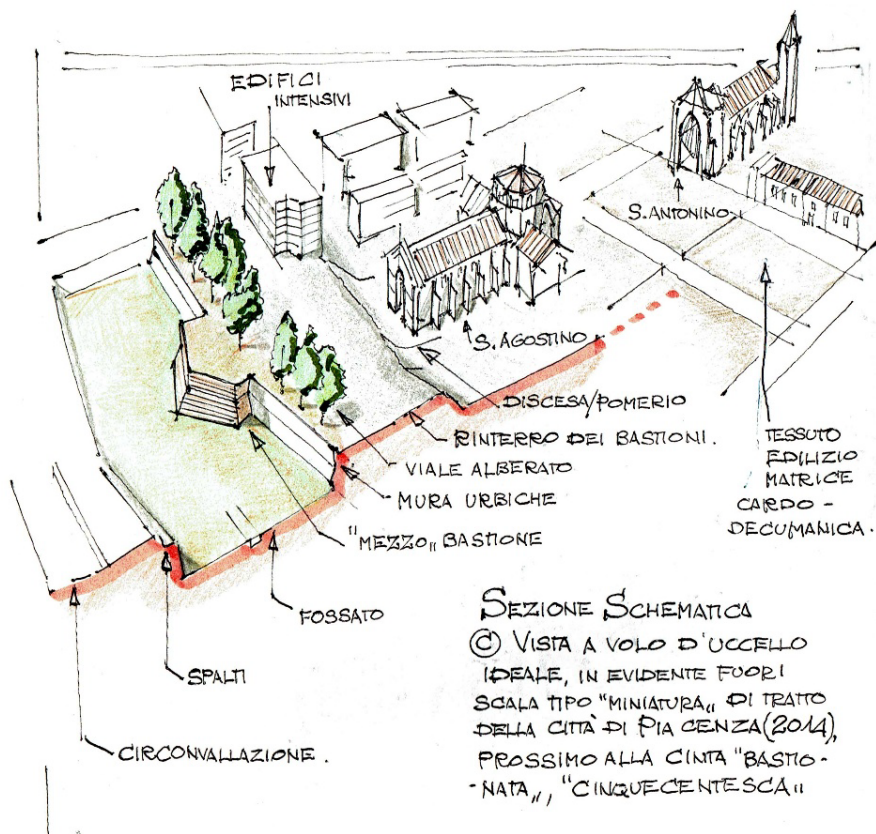 EDIFICI
INTENSIVI
S. ANTONINO
S. AGOSTINO
DISCESA/POMERIO
RINTERRO DEI BASTIONI.
VIALE ALBERATO
MURA URBICHE
"MEZZO„ BASTIONE
FOSSATO
SPALTI
CIRCONVALLAZIONE.
TESSUTO
EDILIZIO
MATRICE
CARDO -
DECUMANICA.
SEZIONE SCHEMATICA
© VISTA A VOLO D'UCCELLO
IDEALE, IN EVIDENTE FUORI
SCALA TIPO "MINIATURA„ DI TRATTO
DELLA CITTÀ DI PIACENZA (2014),
PROSSIMO ALLA CINTA "BASTIO-
-NATA„, "CINQUECENTESCA„